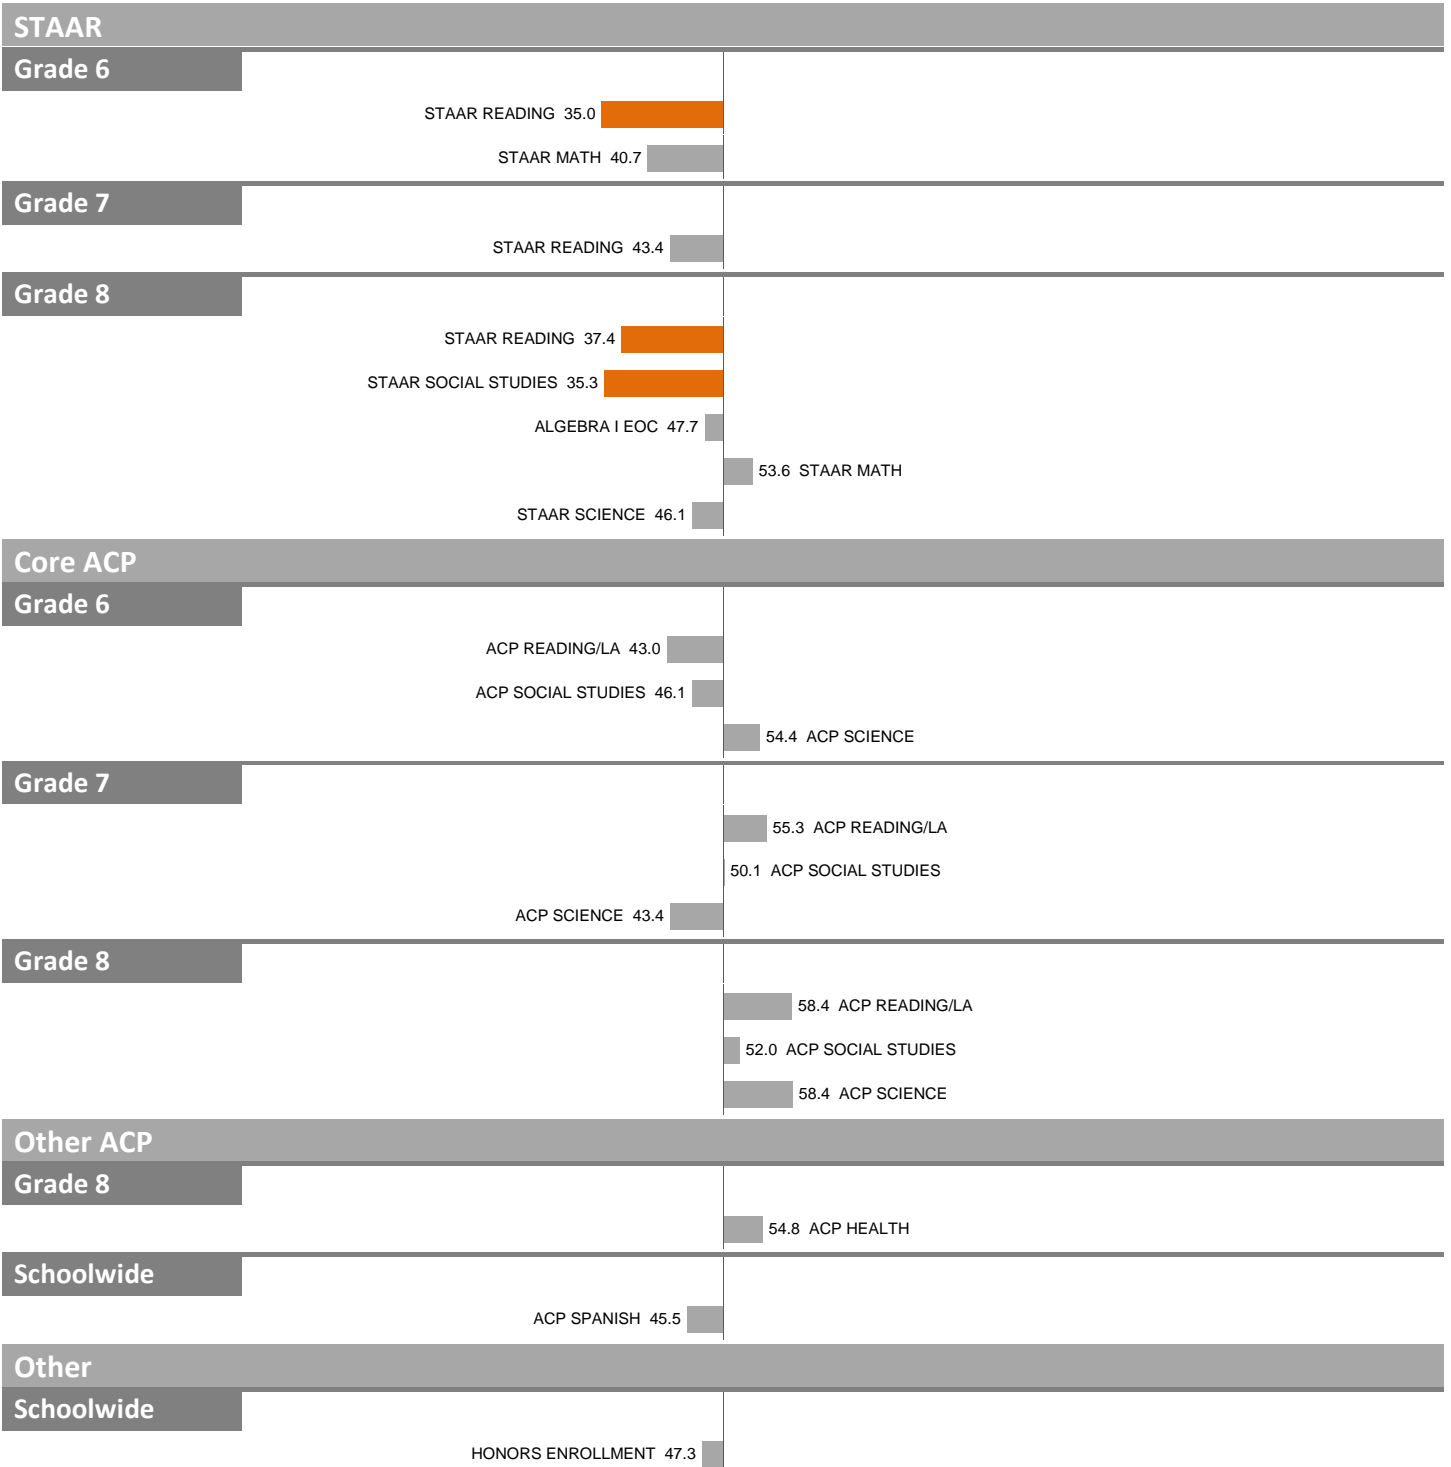 STAAR
Grade 6
STAAR READING 35.0
STAAR MATH 40.7
Grade 7
STAAR READING 43.4
Grade 8
STAAR READING 37.4
STAAR SOCIAL STUDIES 35.3
ALGEBRA I EOC 47.7
53.6 STAAR MATH
STAAR SCIENCE 46.1
Core ACP
Grade 6
ACP READING/LA 43.0
ACP SOCIAL STUDIES 46.1
54.4 ACP SCIENCE
Grade 7
55.3 ACP READING/LA
50.1 ACP SOCIAL STUDIES
ACP SCIENCE 43.4
Grade 8
58.4 ACP READING/LA
52.0 ACP SOCIAL STUDIES
58.4 ACP SCIENCE
Other ACP
Grade 8
54.8 ACP HEALTH
Schoolwide
ACP SPANISH 45.5
Other
Schoolwide
HONORS ENROLLMENT 47.3